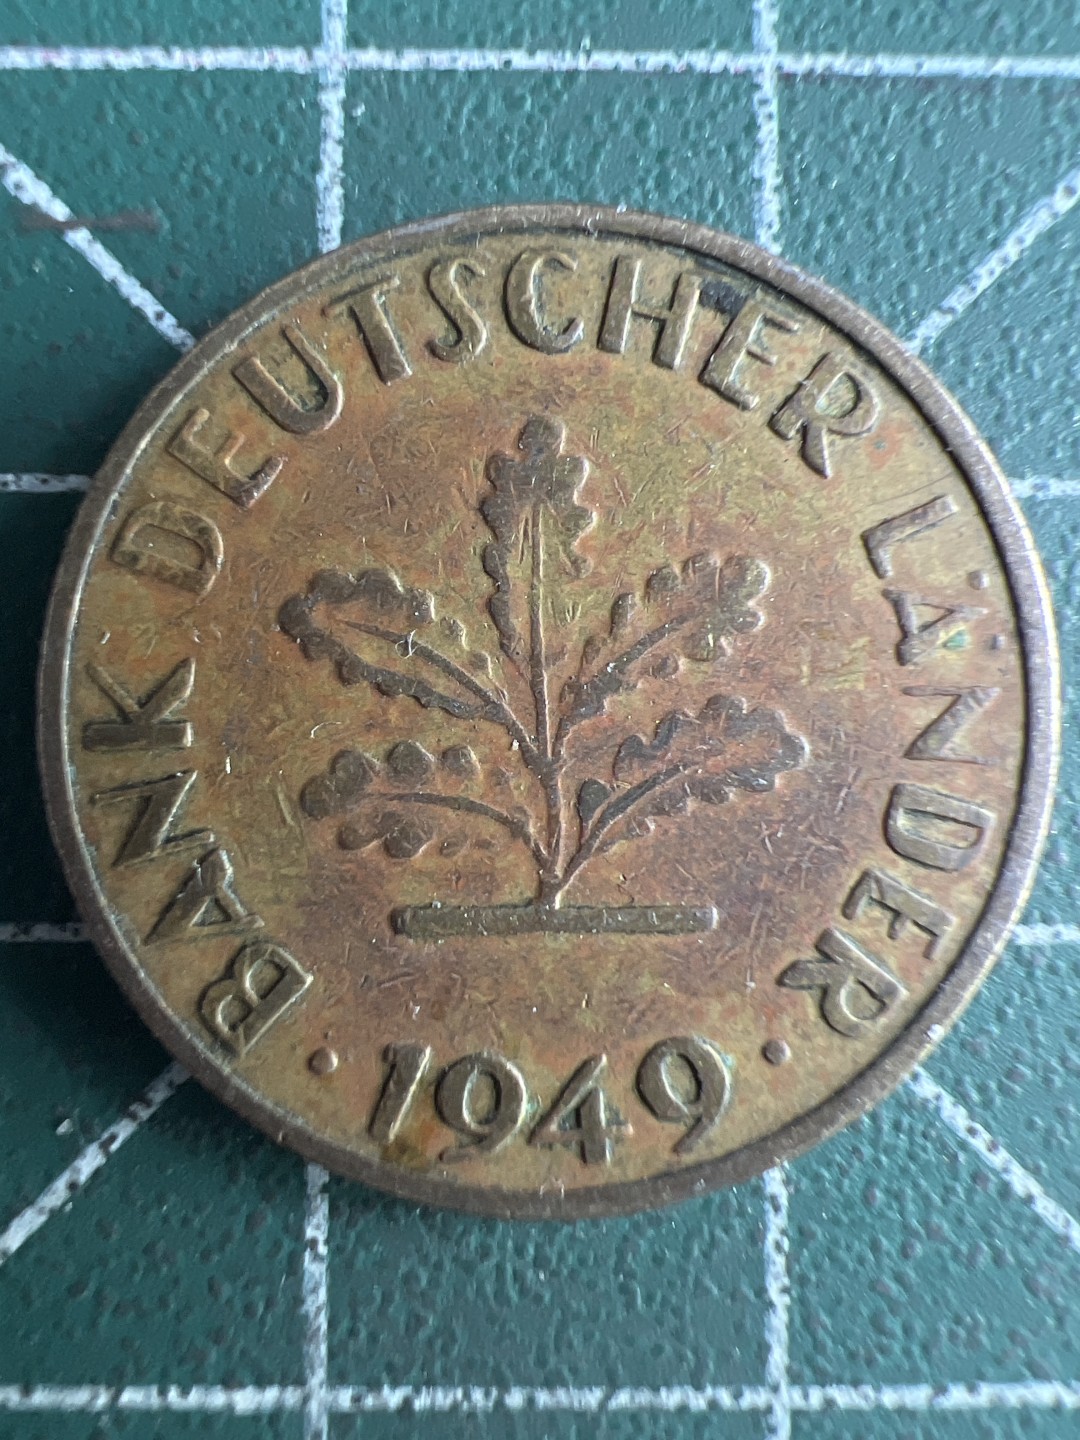 BANK DEUTSCHER LÄNDER
· 1949 ·